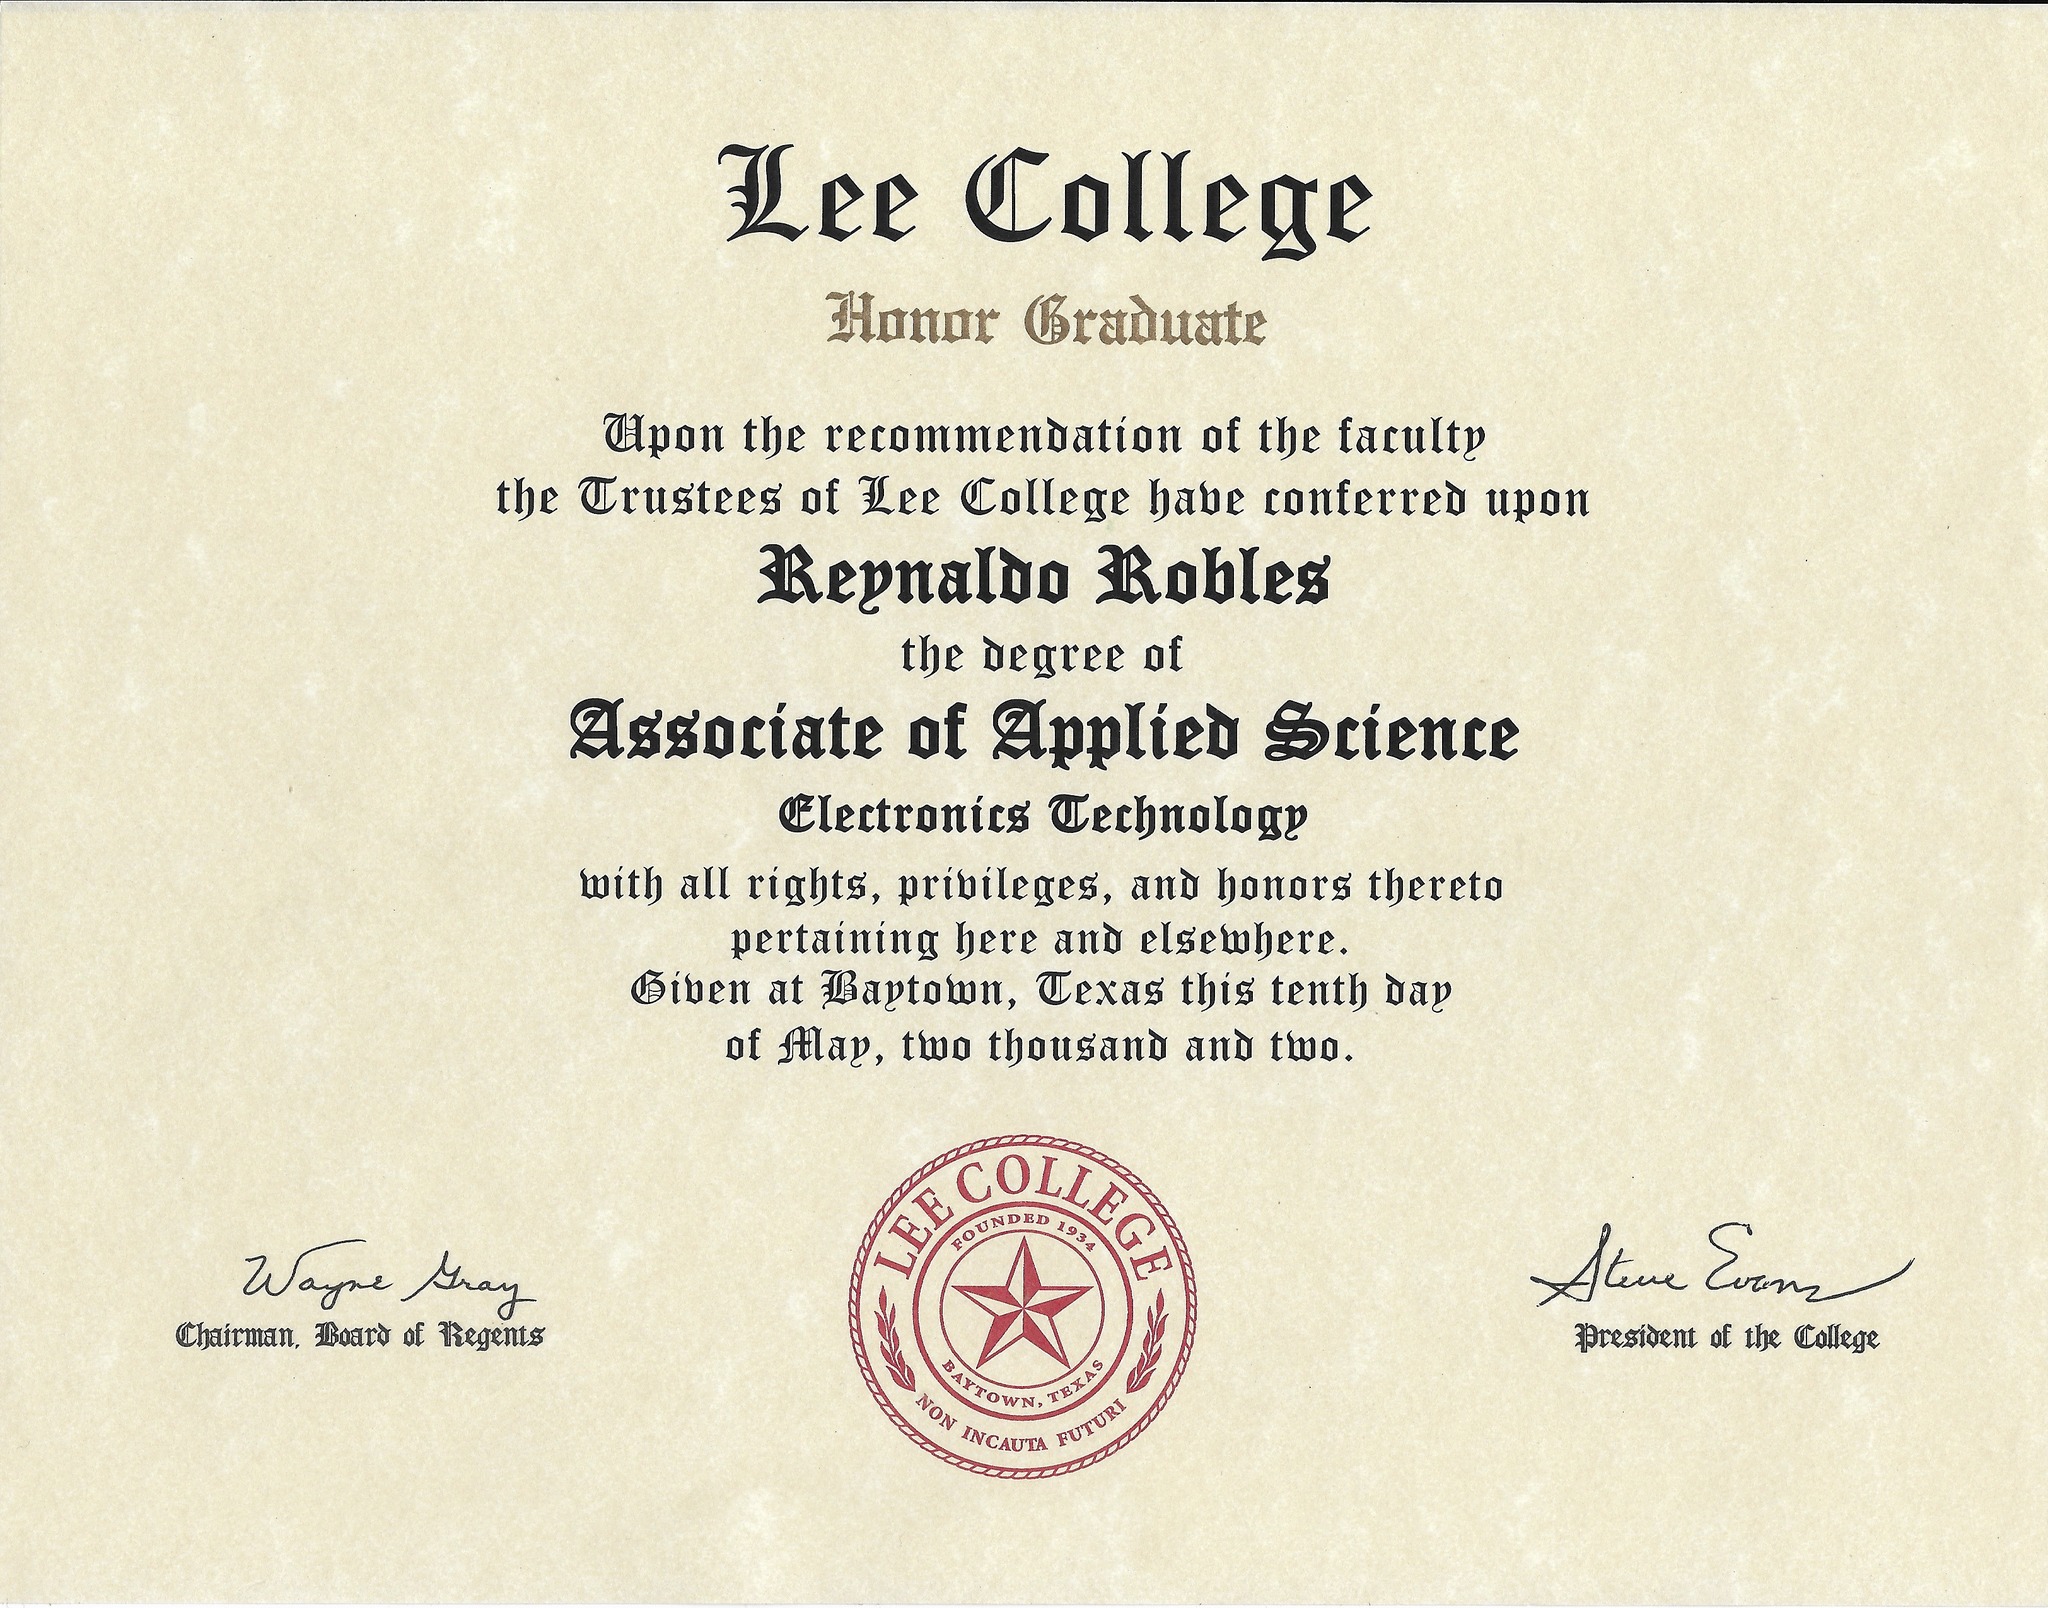 Lee College
Honor Graduate
Upon the recommendation of the faculty
the Trustees of Lee College have conferred upon
Reynaldo Robles
the degree of
Associate of Applied Science
Electronics Technology
with all rights, privileges, and honors thereto
pertaining here and elsewhere.
Given at Baytown, Texas this tenth day
of May, two thousand and two.
Wayne Gray
Chairman, Board of Regents
LEE COLLEGE
FOUNDED 1934
BAYTOWN, TEXAS
NON INCAUTA FUTURI
Steve Evans
President of the College